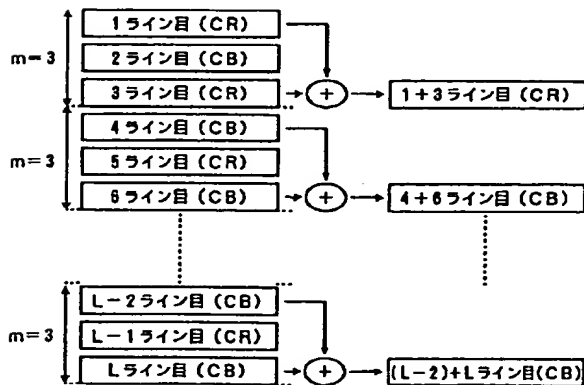 1ライン目(CR)
2ライン目(CB)
m=3
3ライン目(CR)
+
1+3ライン目(CR)
4ライン目(CB)
m=3
5ライン目(CR)
6ライン目(CB)
+
4+6ライン目(CB)
L-2ライン目(CB)
m=3
L-1ライン目(CR)
Lライン目(CB)
+
(L-2)+Lライン目(CB)